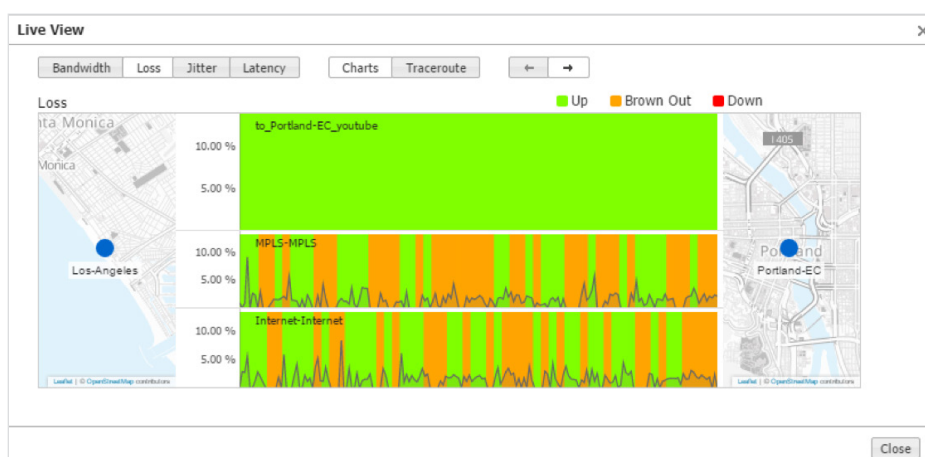 Live View
Bandwidth Loss Jitter Latency Charts Traceroute ← →
Loss
Up Brown Out Down
ta Monica
Monica
Los-Angeles
Leaflet | © OpenStreetMap contributors
to_Portland-EC_youtube
10.00 %
5.00 %
MPLS-MPLS
10.00 %
5.00 %
Internet-Internet
10.00 %
5.00 %
I 405
Portland
Portland-EC
Leaflet | © OpenStreetMap contributors
Close